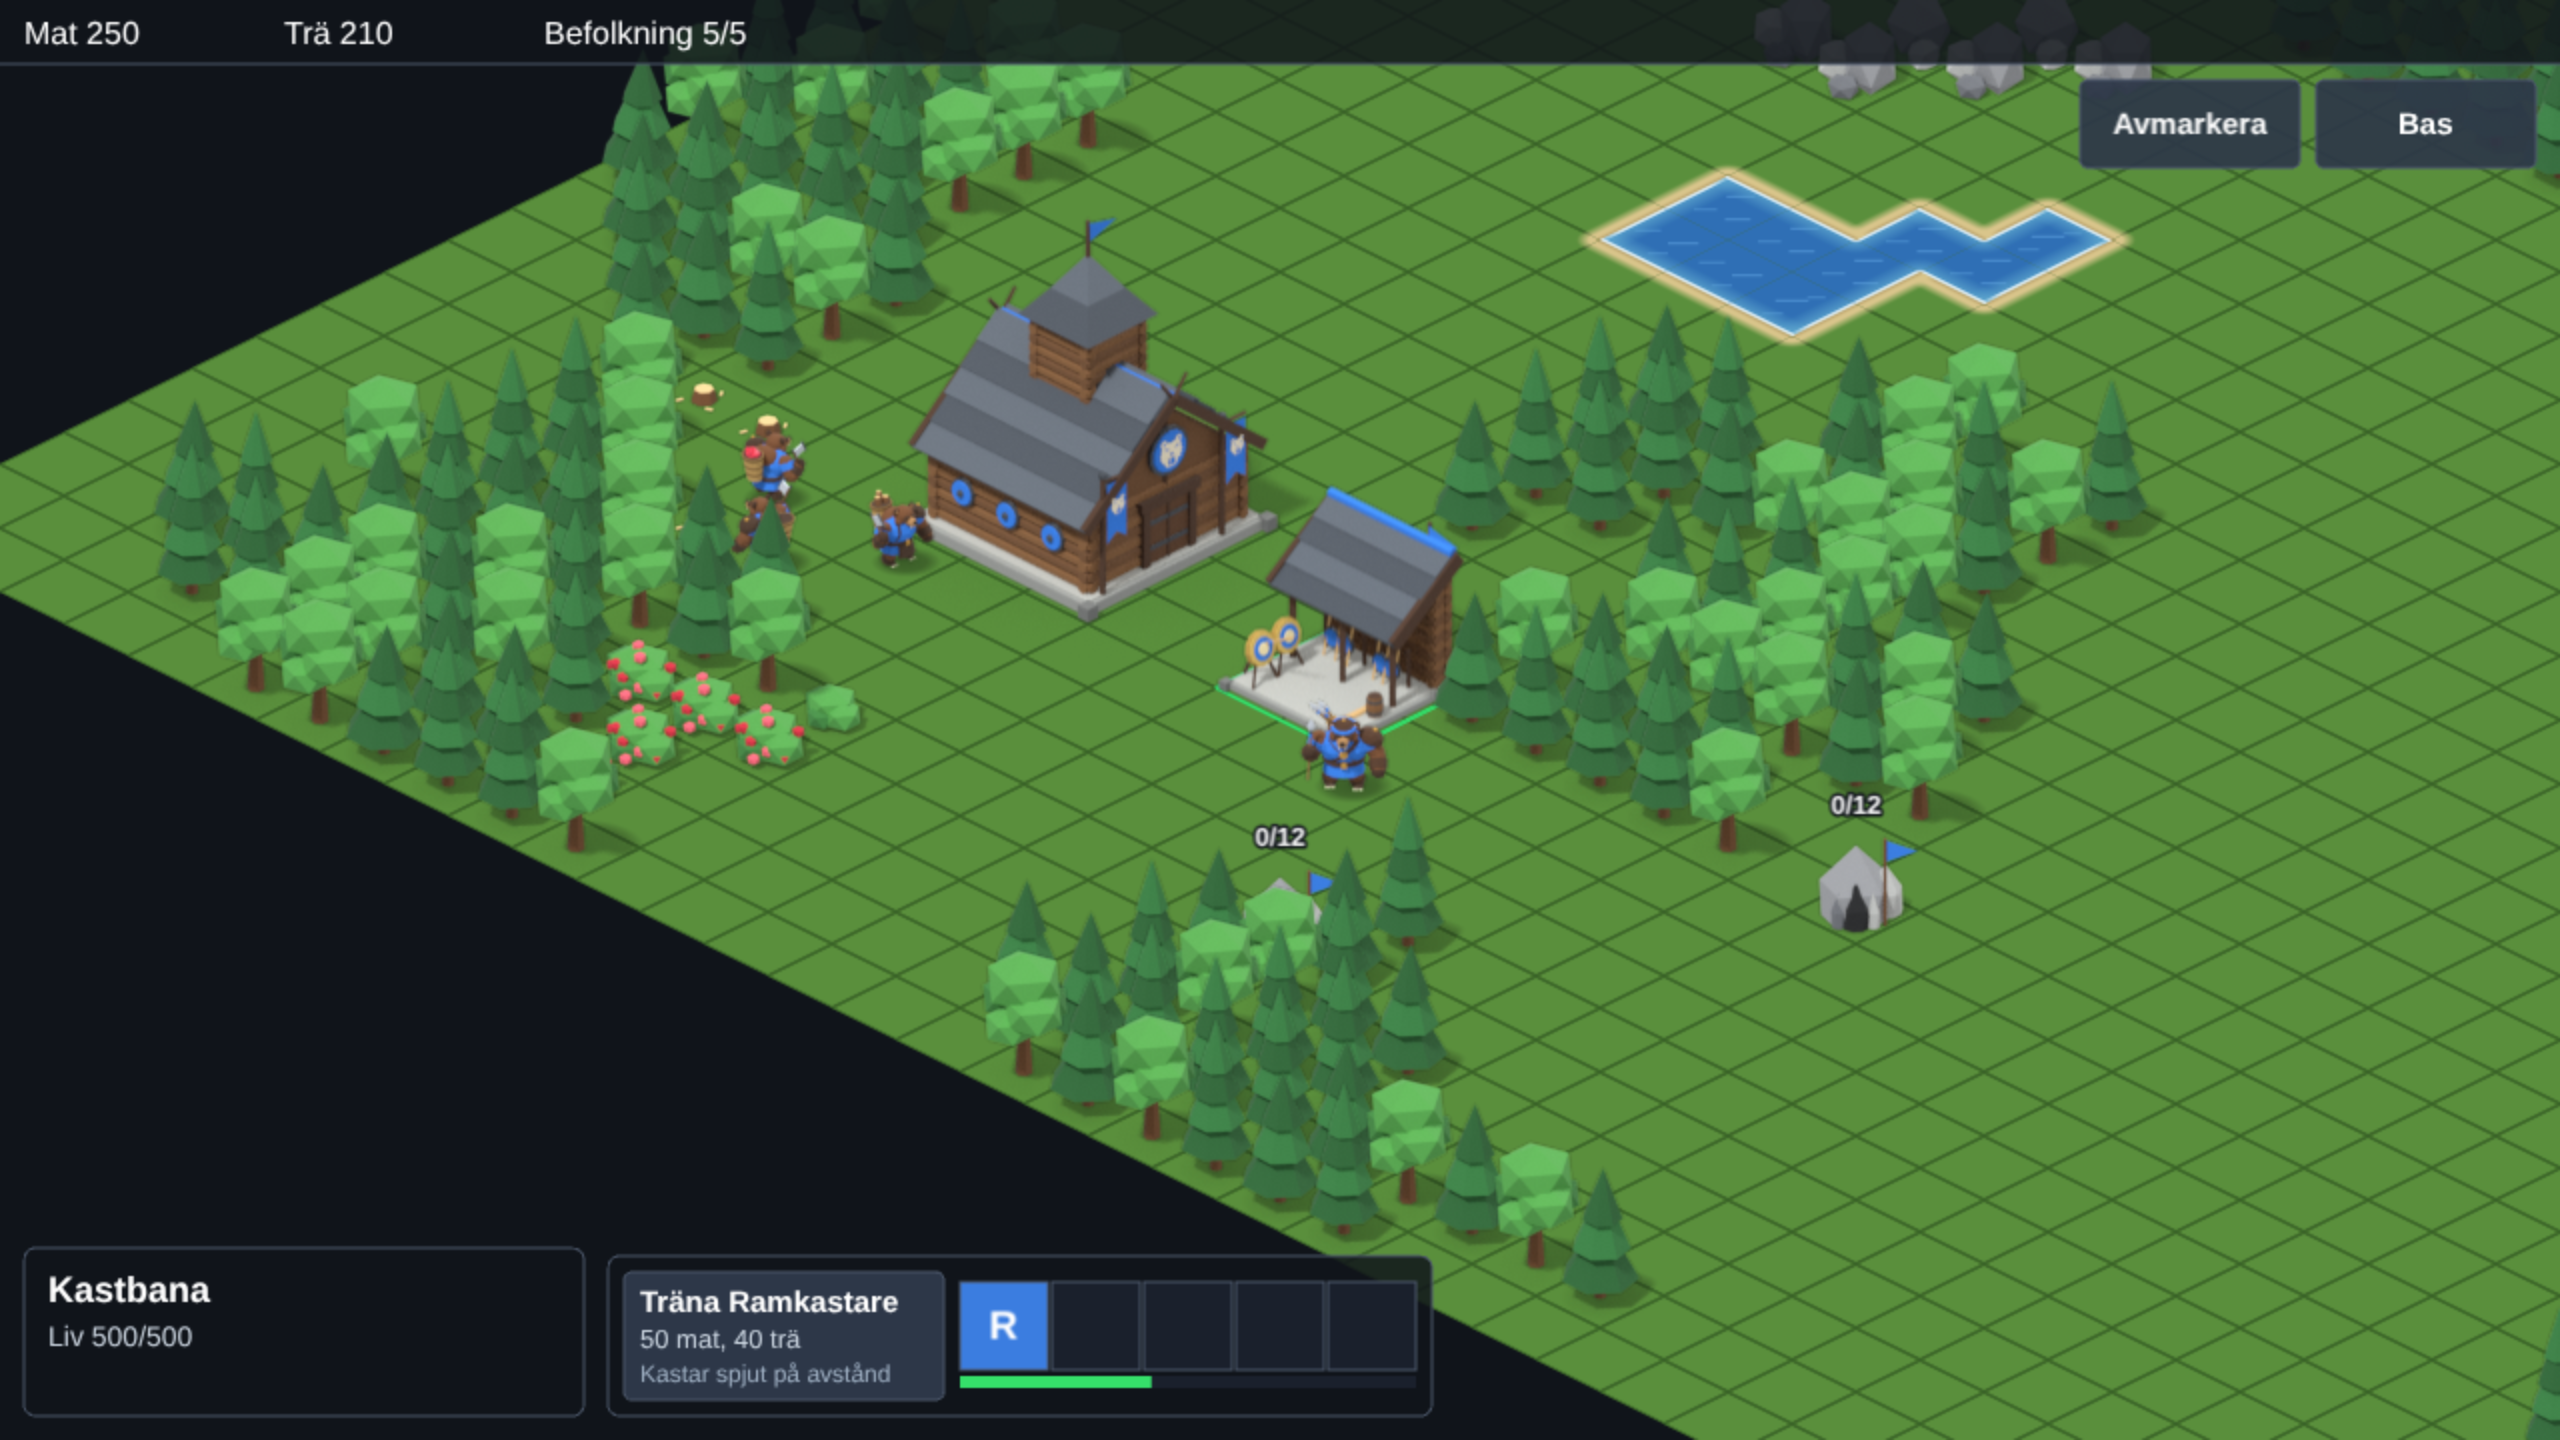 Mat 250
Trä 210
Befolkning 5/5
Avmarkera
Bas
0/12
0/12
Kastbana
Liv 500/500
Träna Ramkastare
50 mat, 40 trä
Kastar spjut på avstånd
R